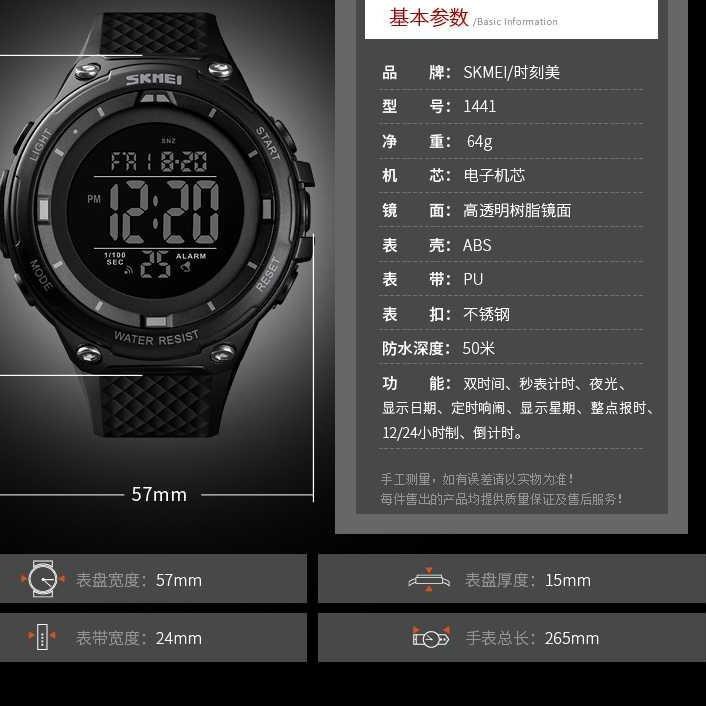 SKMEI
LIGHT
START
SNZ
FRI 8-20
PM
12:20
1/100
SEC
25
ALARM
MODE
RESET
WATER RESIST
57mm
基本参数 /Basic Information
品 牌: SKMEI/时刻美
型 号: 1441
净 重: 64g
机 芯: 电子机芯
镜 面: 高透明树脂镜面
表 壳: ABS
表 带: PU
表 扣: 不锈钢
防水深度: 50米
功 能: 双时间、秒表计时、夜光、
显示日期、定时响闹、显示星期、整点报时、
12/24小时制、倒计时。
手工测量，如有误差请以实物为准!
每件售出的产品均提供质量保证及售后服务!
表盘宽度: 57mm
表盘厚度: 15mm
表带宽度: 24mm
手表总长: 265mm